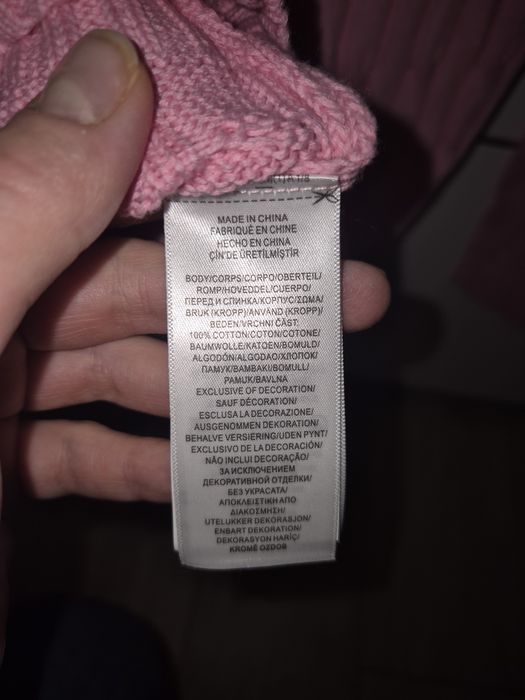 MADE IN CHINA
FABRIQUÉ EN CHINE
HECHO EN CHINA
ÇİN'DE ÜRETİLMİŞTİR
BODY/CORPS/CORPO/OBERTEIL/
ROMP/HOVEDDEL/CUERPO/
ПЕРЕД И СПИНКА/КОРПУС/ΣΩΜΑ/
BRUK (KROPP)/ANVÄND (KROPP)/
BEDEN/VRCHNÍ ČÁST:
100% COTTON/COTON/COTONE/
BAUMWOLLE/KATOEN/BOMULD/
ALGODÓN/ALGODÃO/ХЛОПОК/
ПАМУК/ΒΑΜΒΑΚΙ/BOMULL/
PAMUK/BAVLNA
EXCLUSIVE OF DECORATION/
SAUF DÉCORATION/
ESCLUSA LA DECORAZIONE/
AUSGENOMMEN DEKORATION/
BEHALVE VERSIERING/UDEN PYNT/
EXCLUSIVO DE LA DECORACIÓN/
NÃO INCLUI DECORAÇÃO/
ЗА ИСКЛЮЧЕНИЕМ
ДЕКОРАТИВНОЙ ОТДЕЛКИ/
БЕЗ УКРАСАТА/
ΑΠΟΚΛΕΙΣΤΙΚΗ ΑΠΟ
ΔΙΑΚΟΣΜΗΣΗ/
UTELUKKER DEKORASJON/
ENBART DEKORATION/
DEKORASYON HARİÇ/
KROMĚ OZDOB